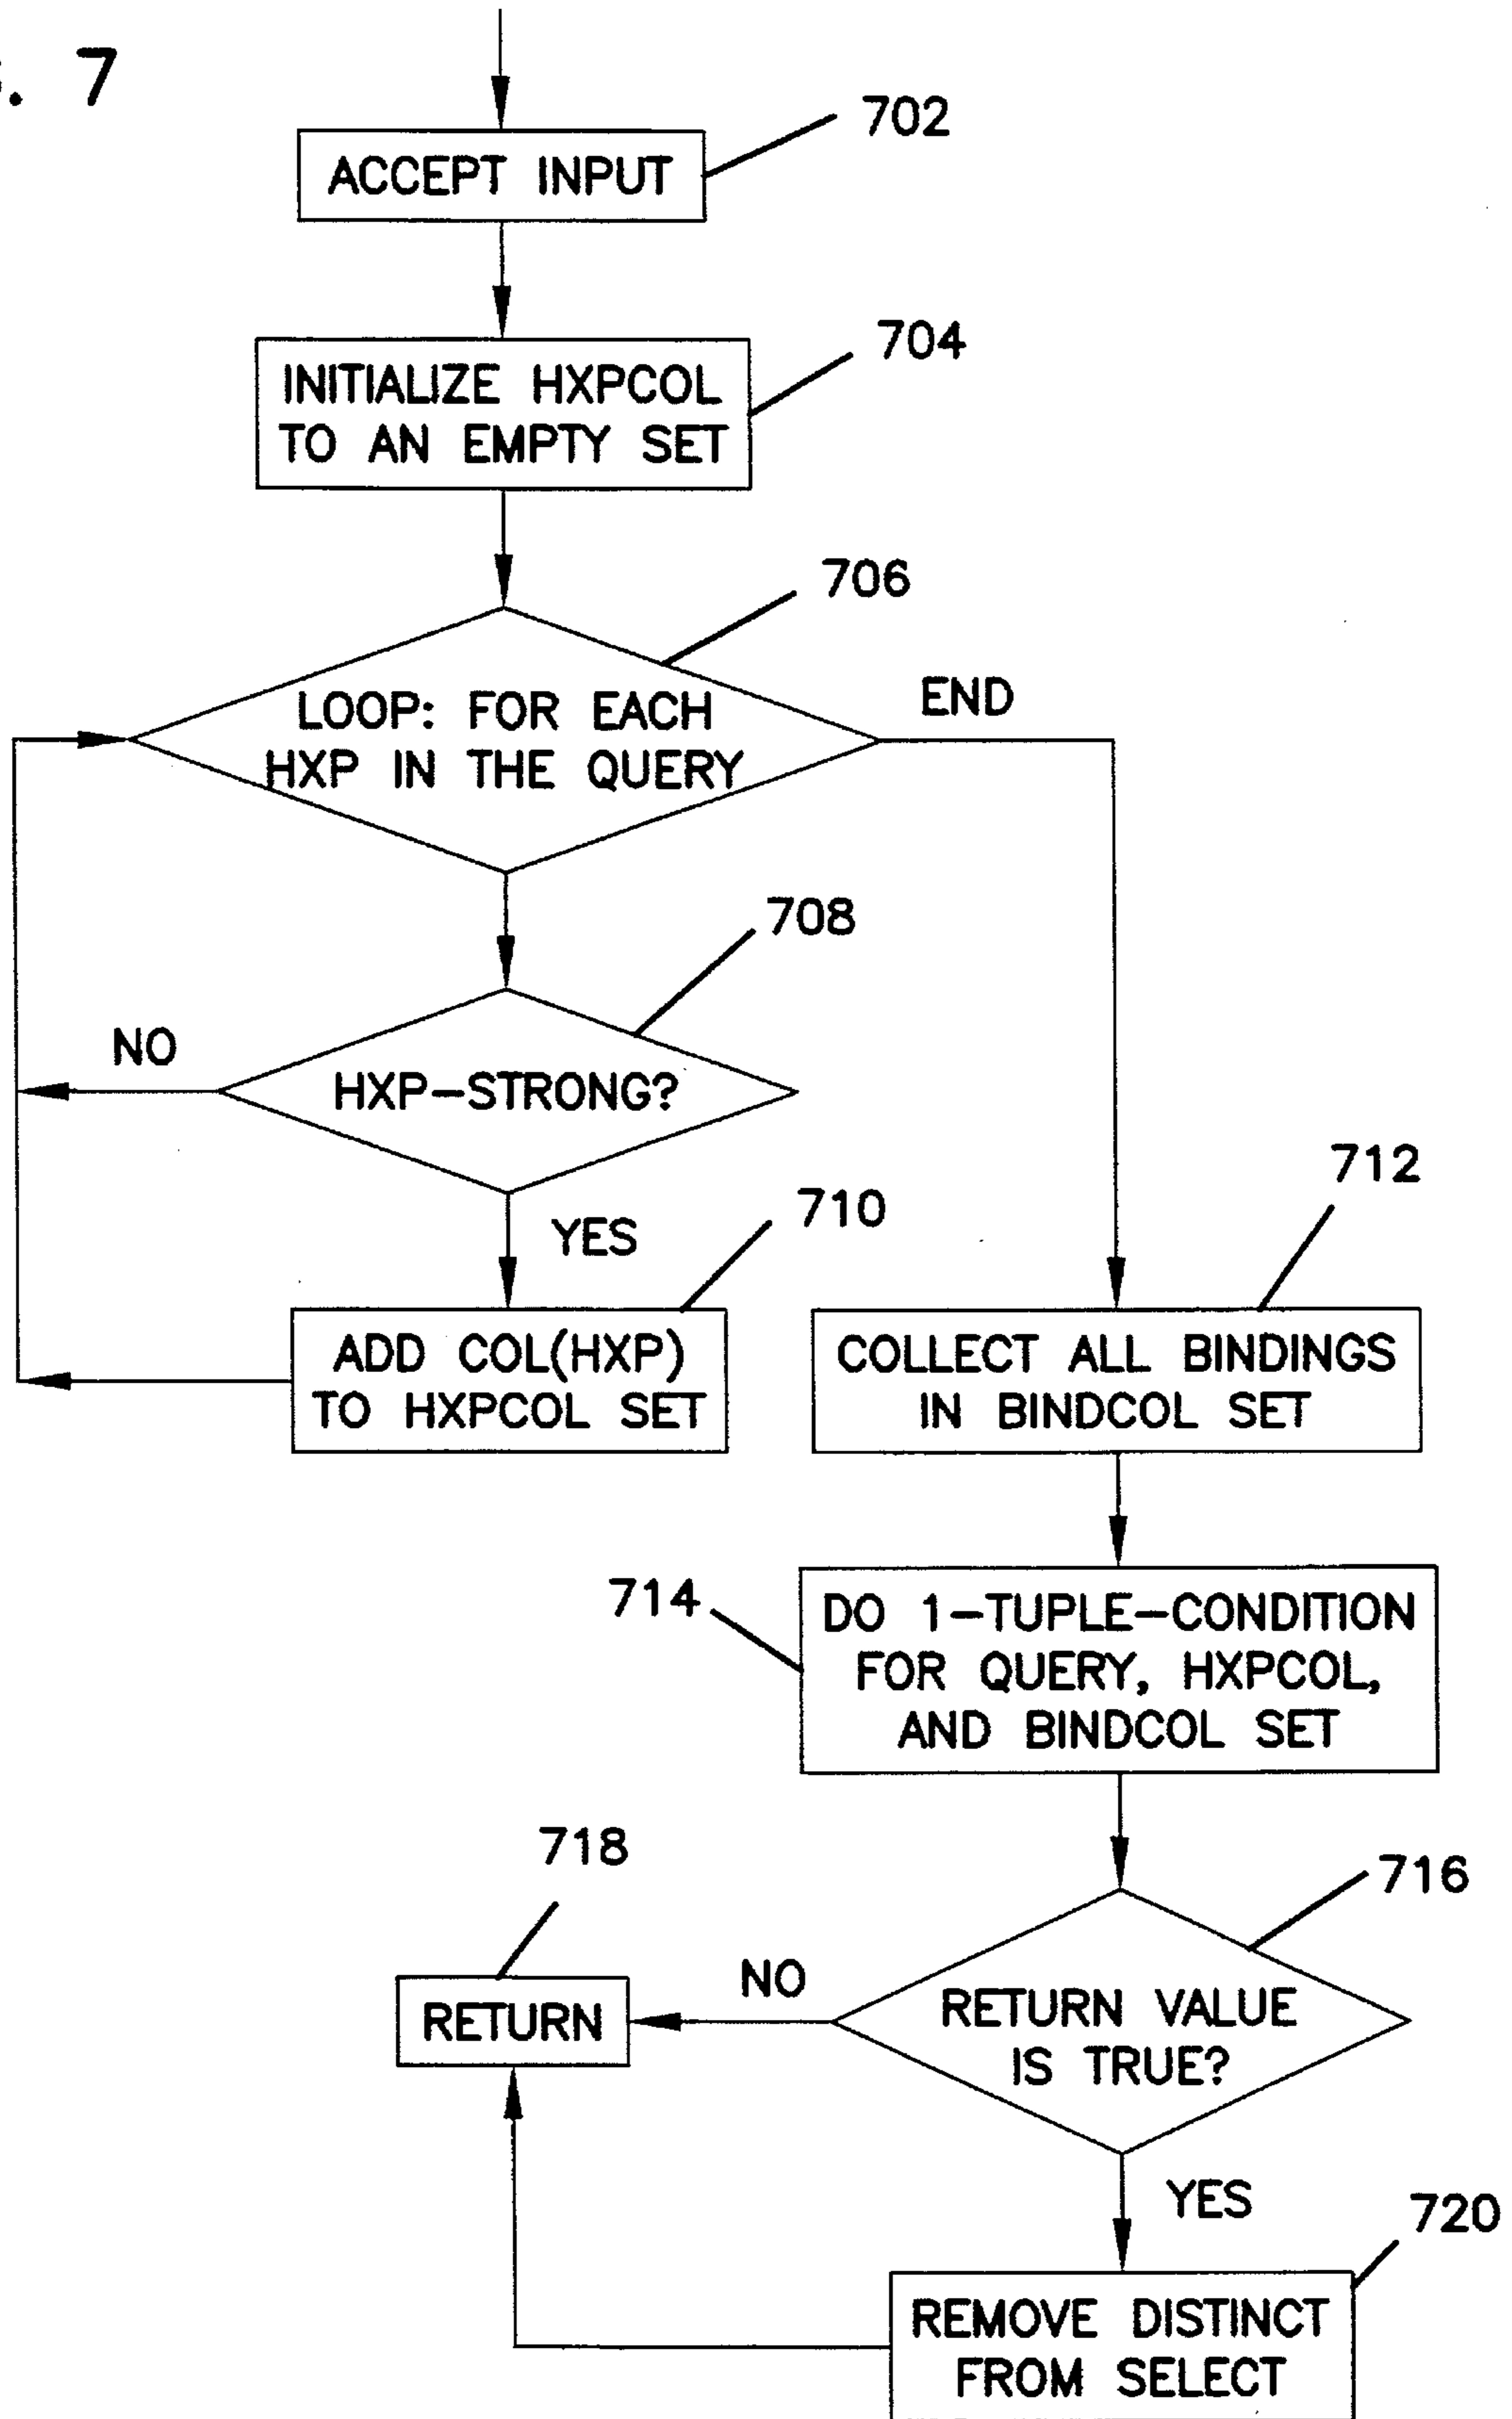 . 7
702
ACCEPT INPUT
704
INITIALIZE HXPCOL
TO AN EMPTY SET
706
LOOP: FOR EACH
HXP IN THE QUERY
END
708
NO
HXP-STRONG?
710
YES
712
ADD COL(HXP)
TO HXPCOL SET
COLLECT ALL BINDINGS
IN BINDCOL SET
714
DO 1-TUPLE-CONDITION
FOR QUERY, HXPCOL,
AND BINDCOL SET
718
716
RETURN
NO
RETURN VALUE
IS TRUE?
YES
720
REMOVE DISTINCT
FROM SELECT